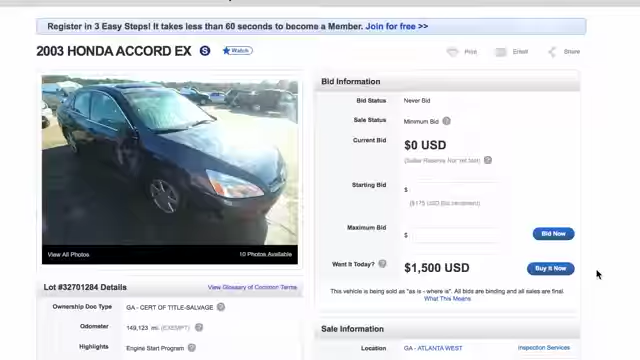 Register in 3 Easy Steps! It takes less than 60 seconds to become a Member. Join for free >>
2003 HONDA ACCORD EX S Watch
Print Email Share
View All Photos 10 Photos Available
Lot #32701284 Details View Glossary of Common Terms
Ownership Doc Type GA - CERT OF TITLE-SALVAGE ?
Odometer 149,123 mi. (EXEMPT) ?
Highlights Engine Start Program ?
Bid Information
Bid Status Never Bid
Sale Status Minimum Bid ?
Current Bid $0 USD
(Seller Reserve Not Met) ?
Starting Bid $
Maximum Bid $ Bid Now
Want It Today? ? $1,500 USD Buy It Now
This vehicle is being sold as "as is - where is". All bids are binding and all sales are final.
What This Means
Sale Information
Location GA - ATLANTA WEST Inspection Services